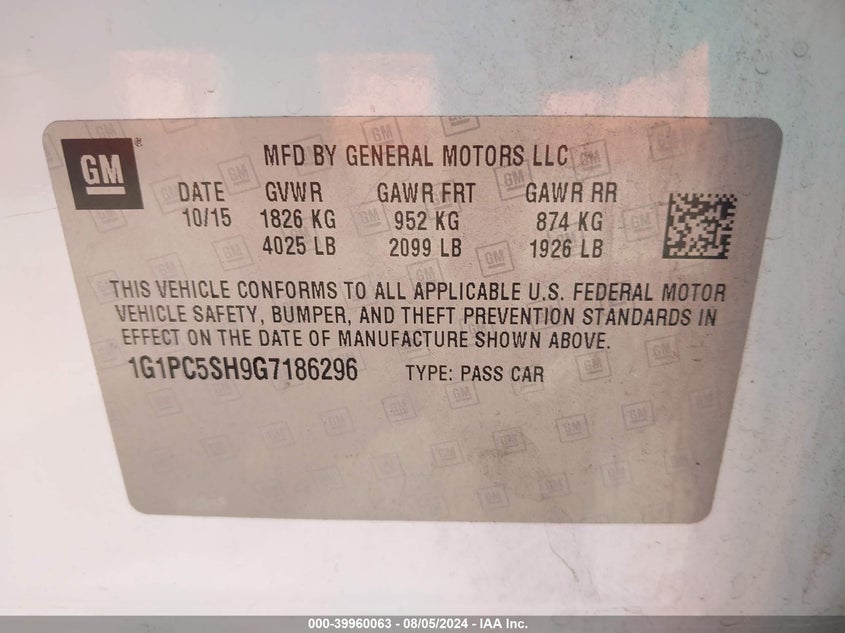 GM
MFD BY GENERAL MOTORS LLC
DATE GVWR GAWR FRT GAWR RR
10/15 1826 KG 952 KG 874 KG
4025 LB 2099 LB 1926 LB
THIS VEHICLE CONFORMS TO ALL APPLICABLE U.S. FEDERAL MOTOR
VEHICLE SAFETY, BUMPER, AND THEFT PREVENTION STANDARDS IN
EFFECT ON THE DATE OF MANUFACTURE SHOWN ABOVE.
1G1PC5SH9G7186296 TYPE: PASS CAR
000-39960063 - 08/05/2024 - IAA Inc.